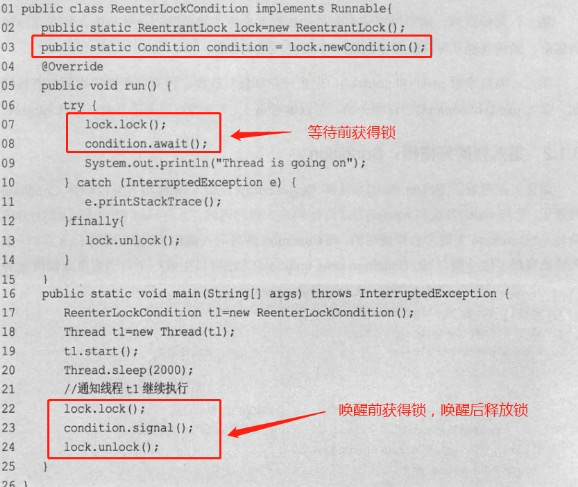 01 public class ReenterLockCondition implements Runnable{
02 public static ReentrantLock lock=new ReentrantLock();
03 public static Condition condition = lock.newCondition();
04 @Override
05 public void run() {
06 try {
07 lock.lock();
08 condition.await();
等待前获得锁
09 System.out.println("Thread is going on");
10 } catch (InterruptedException e) {
11 e.printStackTrace();
12 }finally{
13 lock.unlock();
14 }
15 }
16 public static void main(String[] args) throws InterruptedException {
17 ReenterLockCondition tl=new ReenterLockCondition();
18 Thread t1=new Thread(tl);
19 t1.start();
20 Thread.sleep(2000);
21 //通知线程 t1 继续执行
22 lock.lock();
23 condition.signal();
唤醒前获得锁，唤醒后释放锁
24 lock.unlock();
25 }
26 }